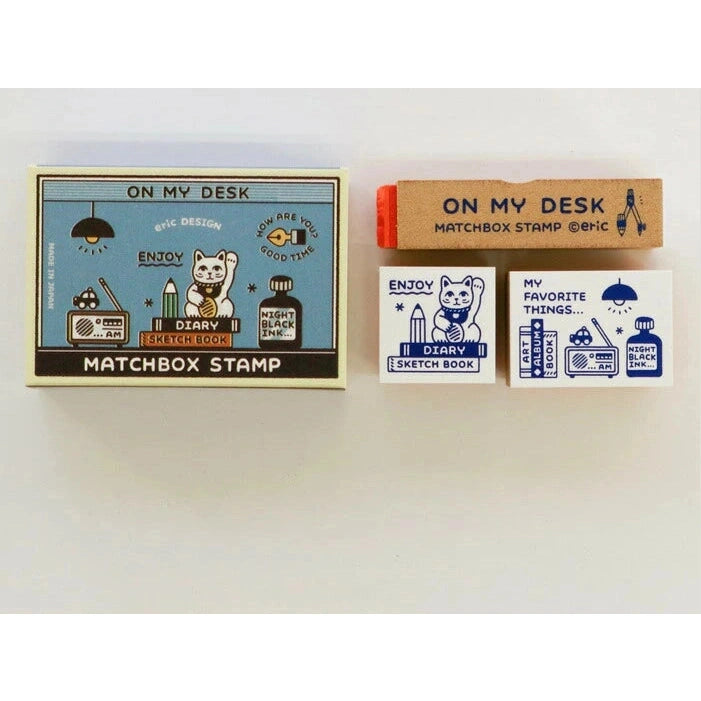 ON MY DESK
eric DESIGN
HOW ARE YOU?
GOOD TIME
ENJOY
MADE IN JAPAN
NIGHT
BLACK
INK...
...AM
DIARY
SKETCH BOOK
MATCHBOX STAMP
ON MY DESK
MATCHBOX STAMP ©eric
ENJOY
DIARY
SKETCH BOOK
MY
FAVORITE
THINGS...
ART
ALBUM
BOOK
...AM
NIGHT
BLACK
INK...